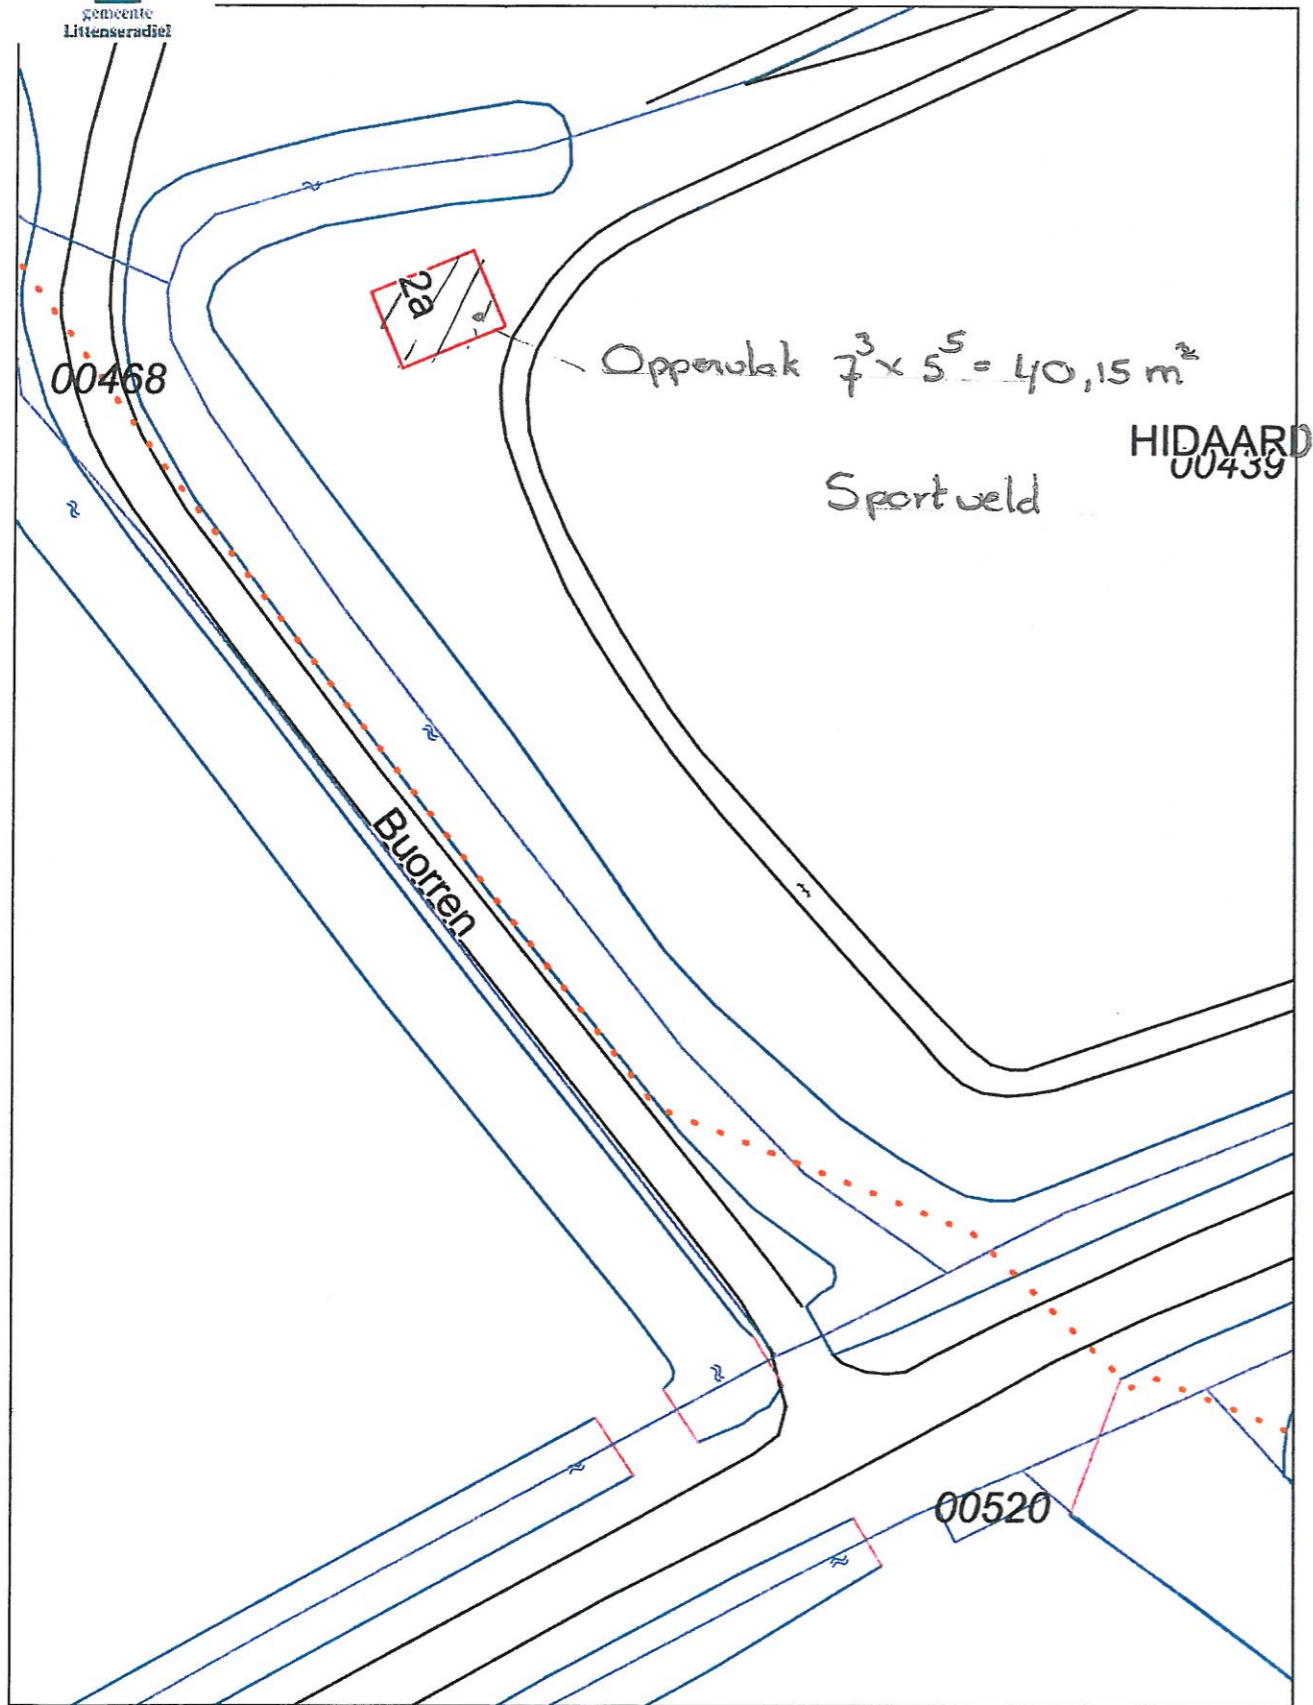 gemeente
Littenseradiel
2a
00468
Oppervlak 7³ x 5⁵ = 40,15 m²
HIDAARD
00439
Sportveld
Buorren
00520